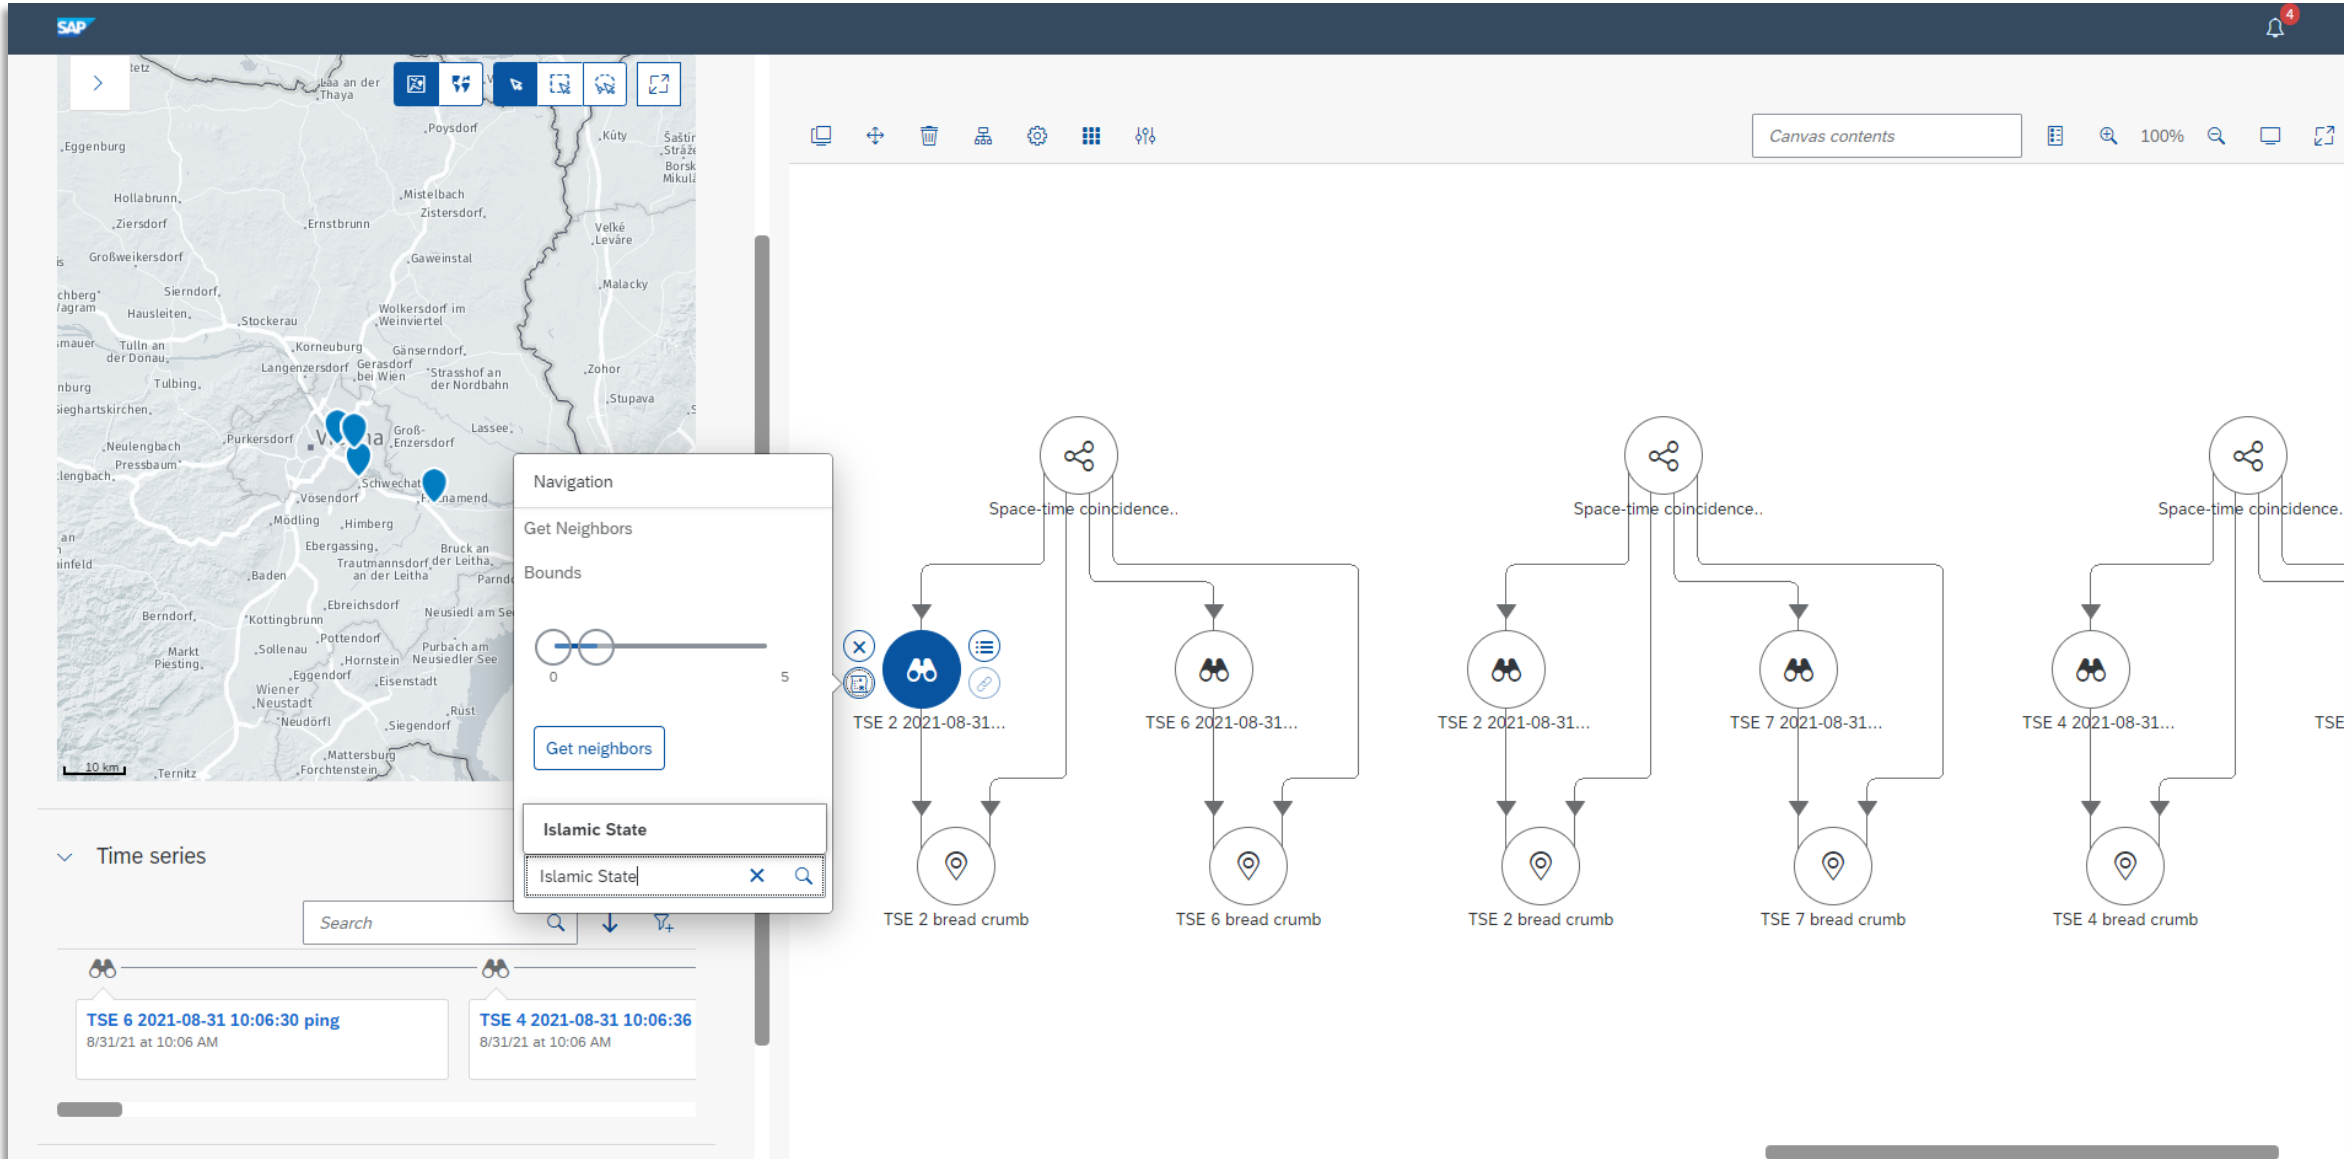 SAP
4
Retz
Laa an der
Thaya
Poysdorf
Kúty
Eggenburg
Mistelbach
Hollabrunn
Zistersdorf
Ziersdorf
Ernstbrunn
Veľké
Leváre
Großweikersdorf
Gaweinstal
Sierndorf
Malacky
Hausleiten
Wolkersdorf im
Weinviertel
Stockerau
Tulln an
der Donau
Korneuburg
Gänserndorf
Langenzersdorf
Gerasdorf
bei Wien
Strasshof an
der Nordbahn
Zohor
Tulbing
Stupava
Sieghartskirchen
Purkersdorf
Groß-
Enzersdorf
Lassee
Neulengbach
Pressbaum
Schwechat
Vösendorf
Mödling
Himberg
Ebergassing
Bruck an
der Leitha
Trautmannsdorf
an der Leitha
Baden
Ebreichsdorf
Berndorf
Kottingbrunn
Pottendorf
Purbach am
Neusiedler See
Markt
Piesting
Sollenau
Hornstein
Eggendorf
Eisenstadt
Wiener
Neustadt
Neudörfl
Siegendorf
Rust
Mattersburg
Forchtenstein
Ternitz
10 km
Navigation
Get Neighbors
Bounds
0
5
Get neighbors
Islamic State
Islamic State
Time series
Search
TSE 6 2021-08-31 10:06:30 ping
8/31/21 at 10:06 AM
TSE 4 2021-08-31 10:06:36
8/31/21 at 10:06 AM
Canvas contents
100%
Space-time coincidence..
Space-time coincidence..
Space-time coincidence.
TSE 2 2021-08-31...
TSE 6 2021-08-31...
TSE 2 2021-08-31...
TSE 7 2021-08-31...
TSE 4 2021-08-31...
TSE
TSE 2 bread crumb
TSE 6 bread crumb
TSE 2 bread crumb
TSE 7 bread crumb
TSE 4 bread crumb